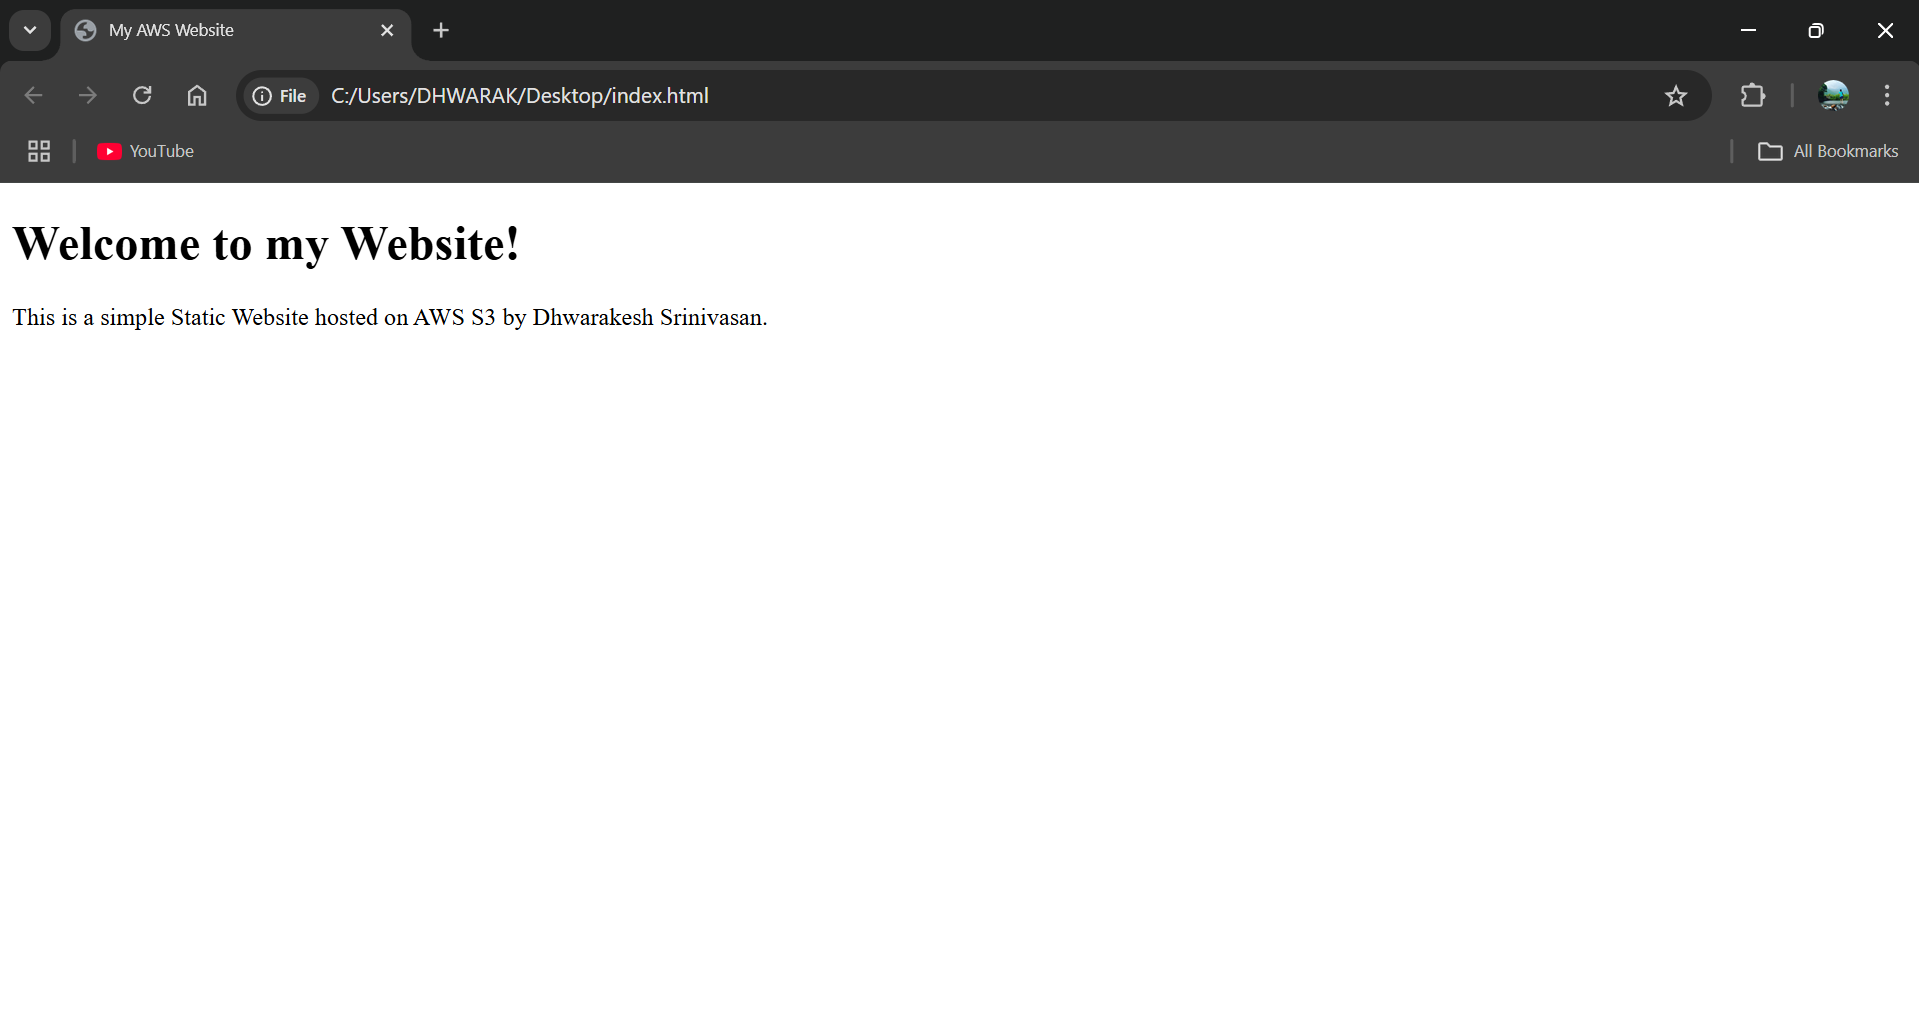 My AWS Website
File C:/Users/DHWARAK/Desktop/index.html
YouTube
All Bookmarks
Welcome to my Website!
This is a simple Static Website hosted on AWS S3 by Dhwarakesh Srinivasan.